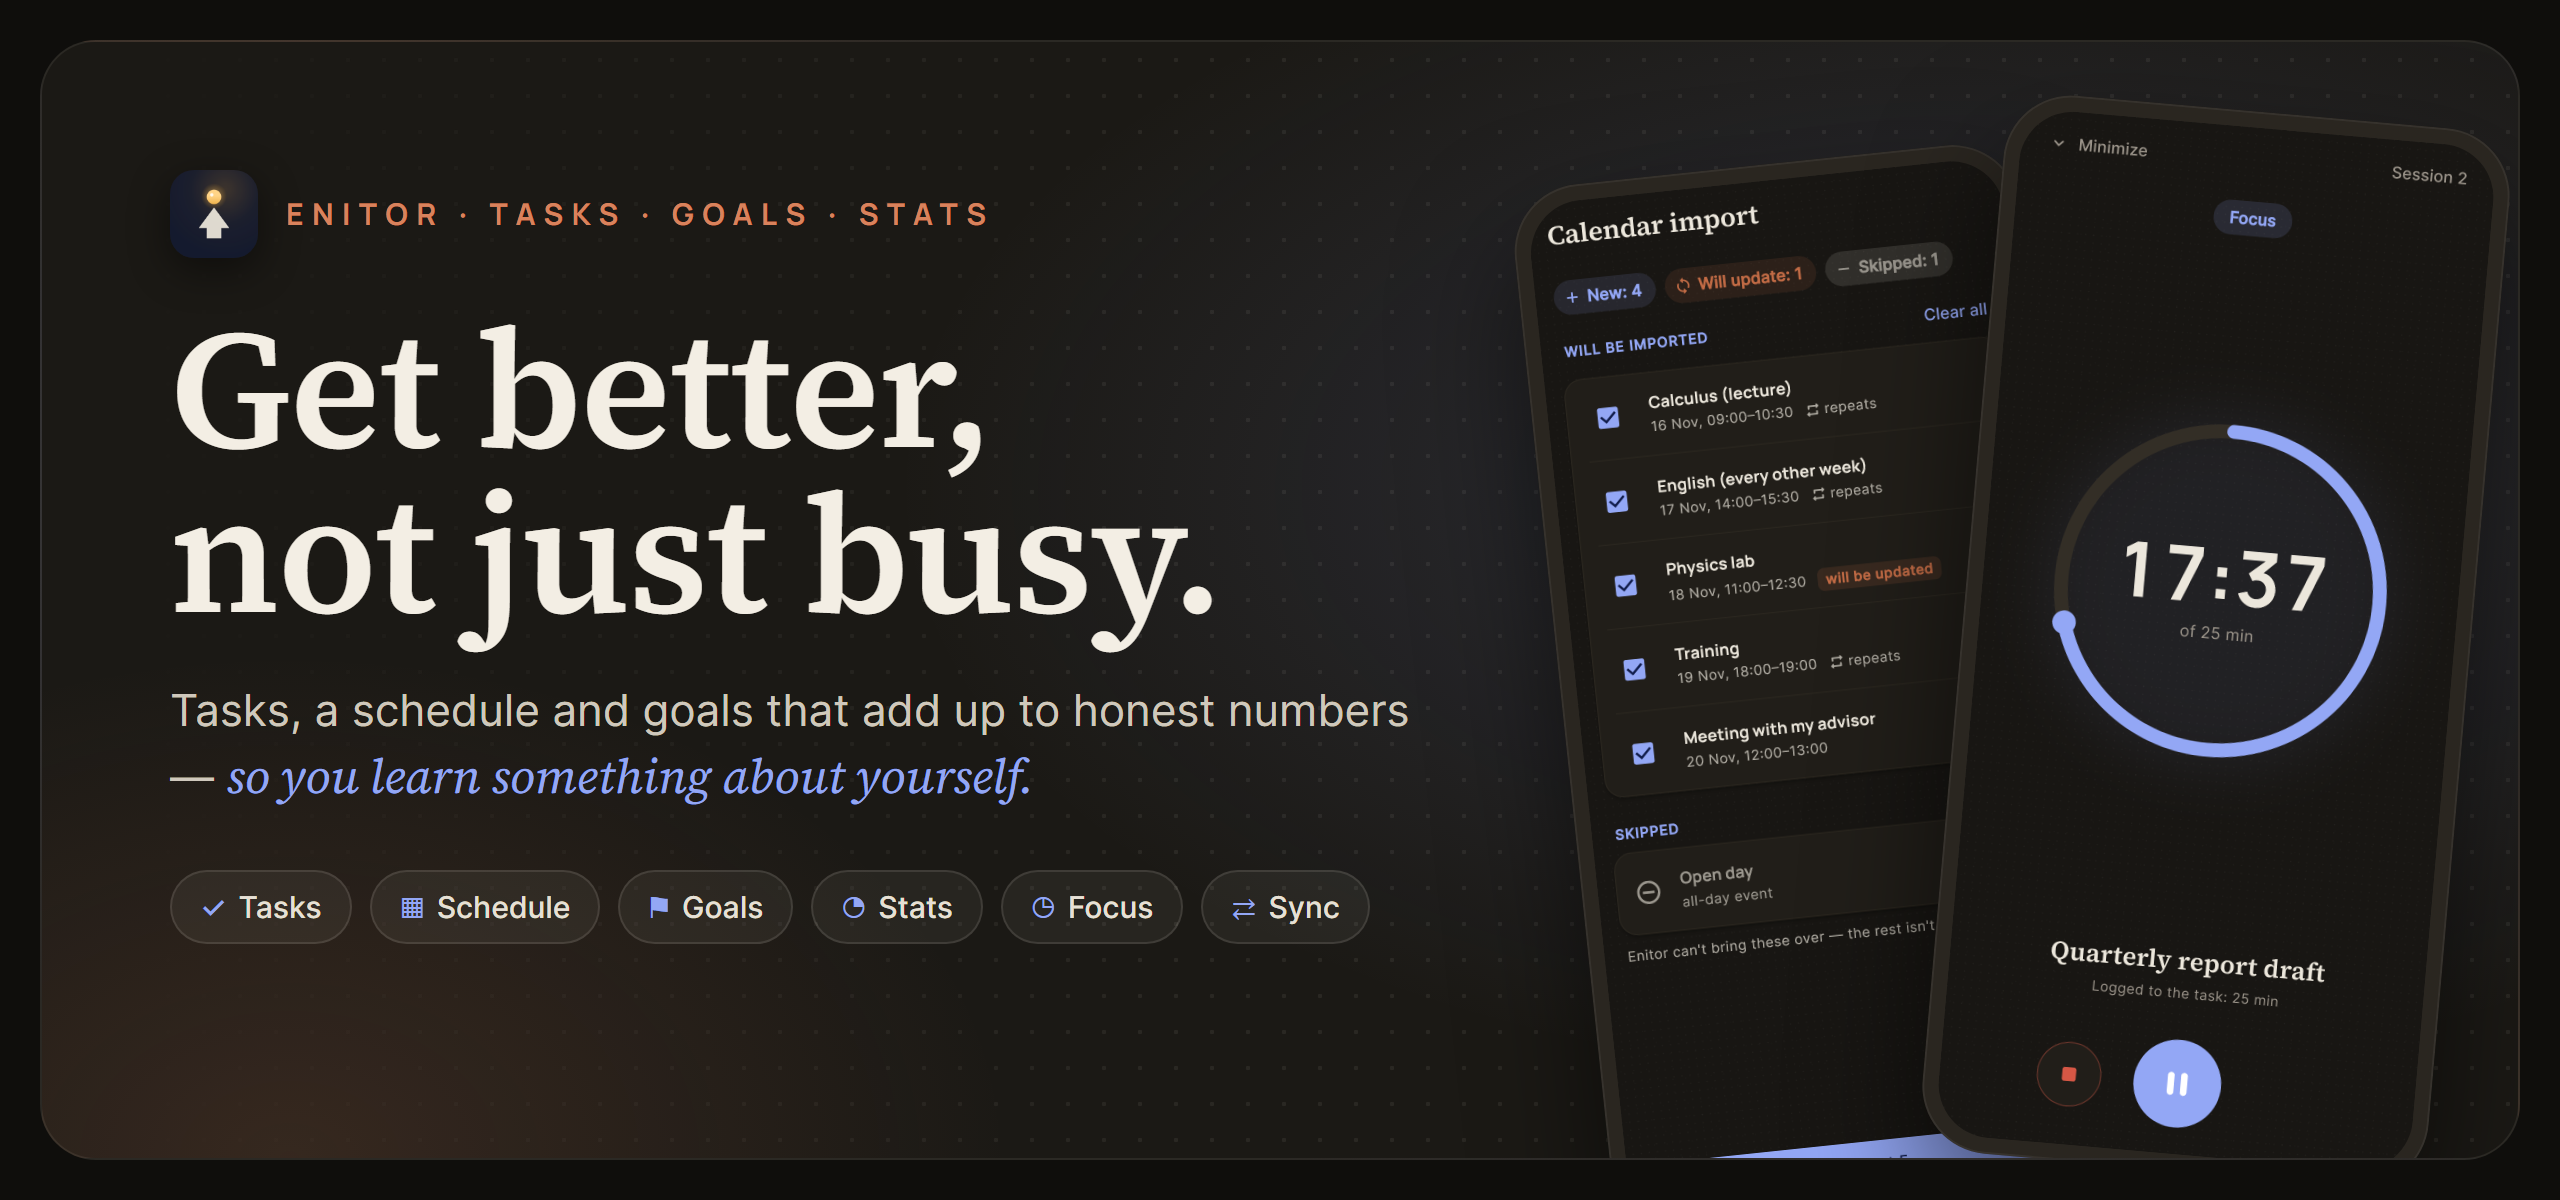 ENITOR · TASKS · GOALS · STATS
Get better,
not just busy.
Tasks, a schedule and goals that add up to honest numbers
— so you learn something about yourself.
Tasks
Schedule
Goals
Stats
Focus
Sync
Calendar import
New: 4
Will update: 1
Skipped: 1
Clear all
WILL BE IMPORTED
Calculus (lecture)
16 Nov, 09:00–10:30 repeats
English (every other week)
17 Nov, 14:00–15:30 repeats
Physics lab
18 Nov, 11:00–12:30 will be updated
Training
19 Nov, 18:00–19:00 repeats
Meeting with my advisor
20 Nov, 12:00–13:00
SKIPPED
Open day
all-day event
Enitor can't bring these over — the rest isn't
Minimize
Session 2
Focus
17:37
of 25 min
Quarterly report draft
Logged to the task: 25 min